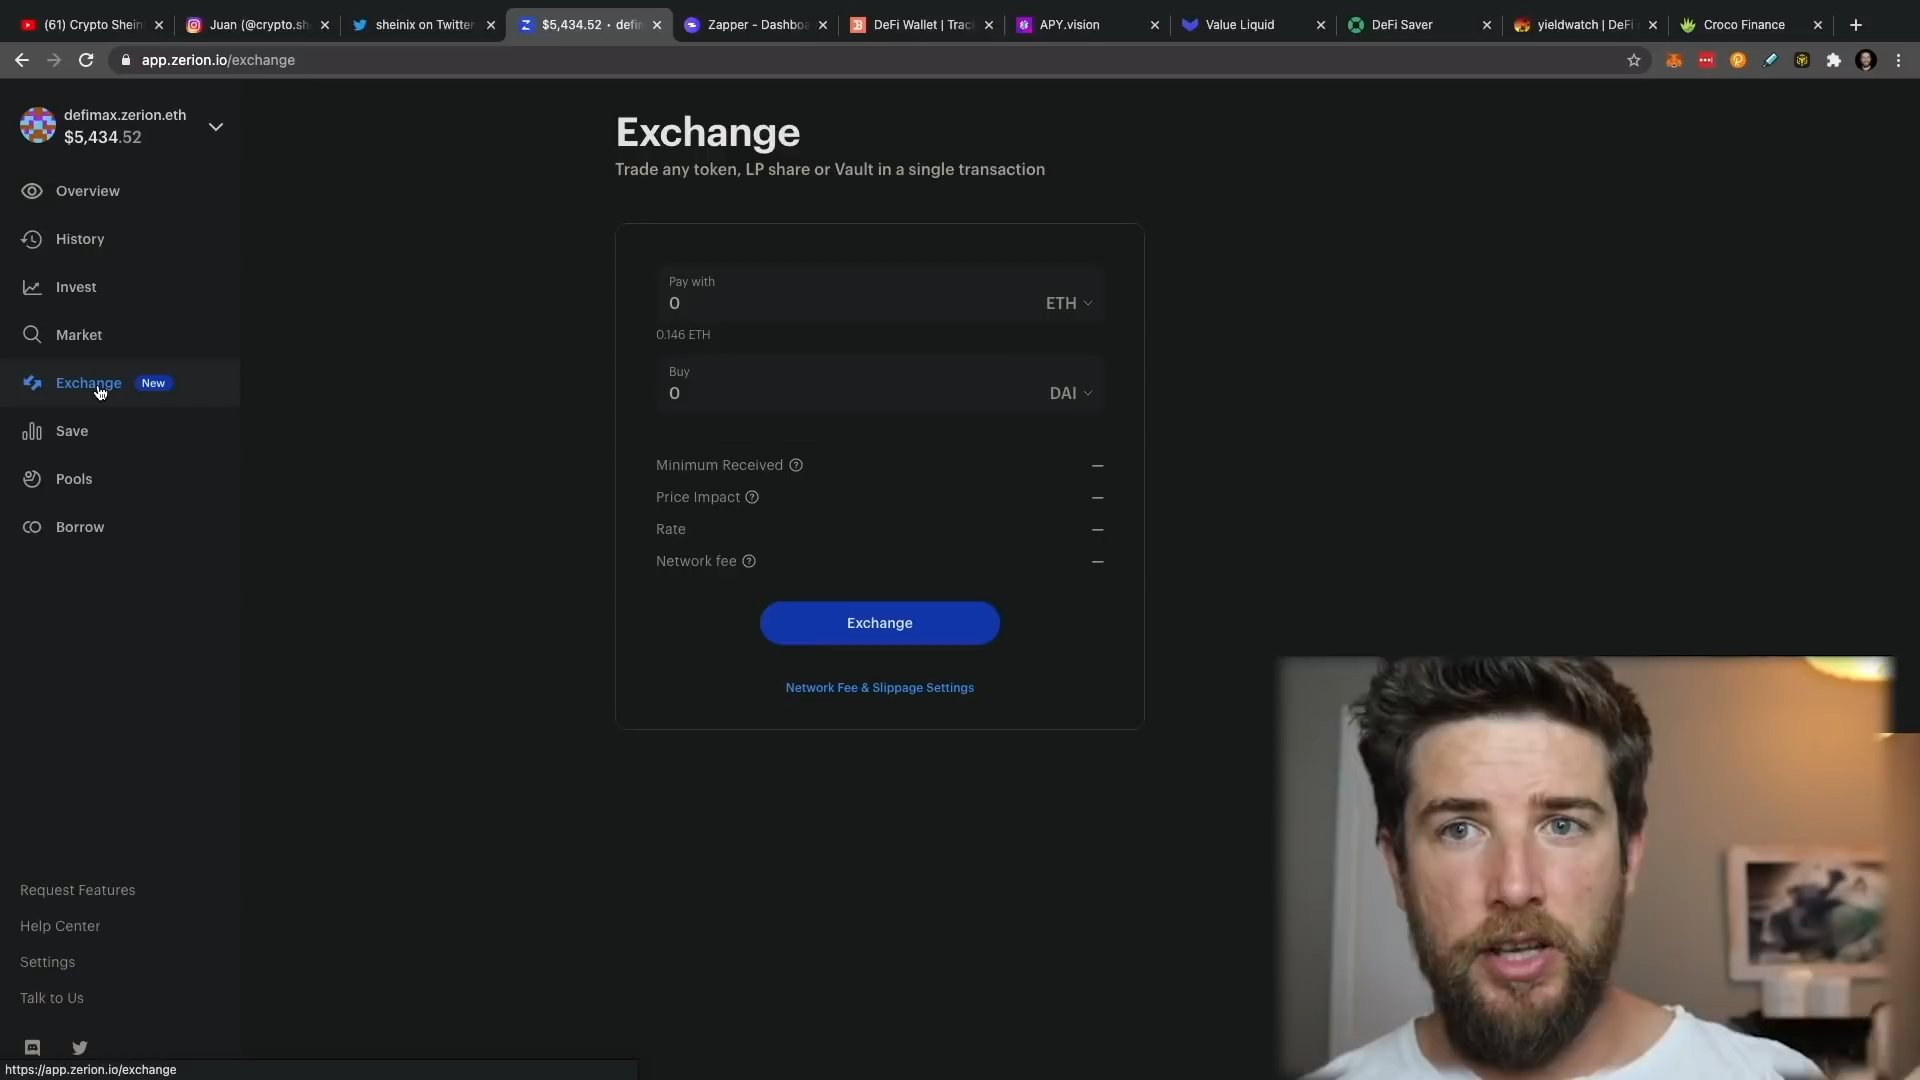 (61) Crypto Shein
Juan (@crypto.sh
sheinix on Twitter
$5,434.52 · defin
Zapper - Dashboa
DeFi Wallet | Trac
APY.vision
Value Liquid
DeFi Saver
yieldwatch | DeFi
Croco Finance
app.zerion.io/exchange
defimax.zerion.eth
$5,434.52
Overview
History
Invest
Market
Exchange New
Save
Pools
Borrow
Request Features
Help Center
Settings
Talk to Us
https://app.zerion.io/exchange
Exchange
Trade any token, LP share or Vault in a single transaction
Pay with
0 ETH
0.146 ETH
Buy
0 DAI
Minimum Received ? —
Price Impact ? —
Rate —
Network fee ? —
Exchange
Network Fee & Slippage Settings